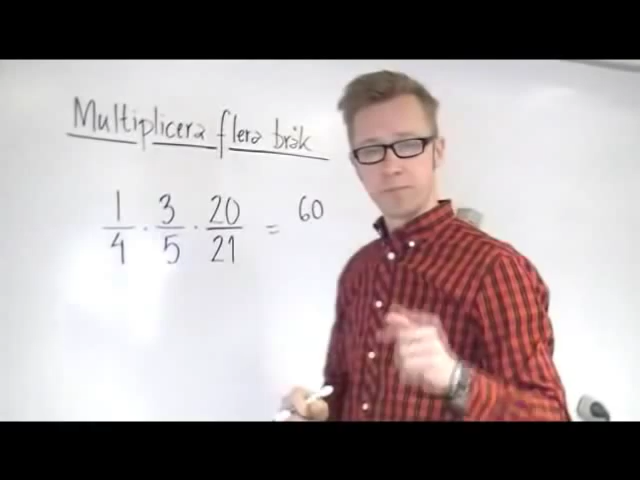 Multiplicera flera bråk
1/4 · 3/5 · 20/21 = 60